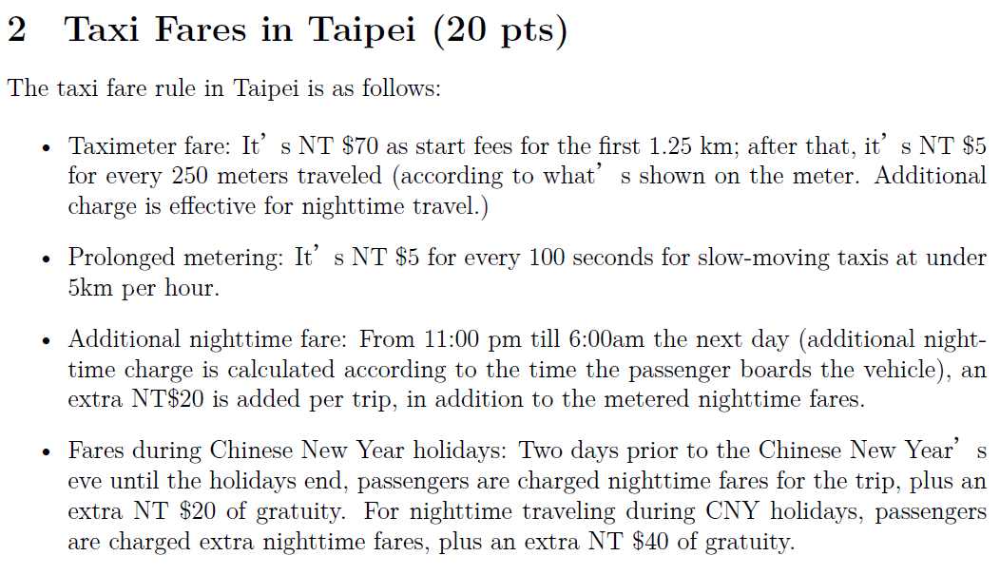 2 Taxi Fares in Taipei (20 pts)
The taxi fare rule in Taipei is as follows:
• Taximeter fare: It’ s NT $70 as start fees for the first 1.25 km; after that, it’ s NT $5
for every 250 meters traveled (according to what’ s shown on the meter. Additional
charge is effective for nighttime travel.)
• Prolonged metering: It’ s NT $5 for every 100 seconds for slow-moving taxis at under
5km per hour.
• Additional nighttime fare: From 11:00 pm till 6:00am the next day (additional night-
time charge is calculated according to the time the passenger boards the vehicle), an
extra NT$20 is added per trip, in addition to the metered nighttime fares.
• Fares during Chinese New Year holidays: Two days prior to the Chinese New Year’ s
eve until the holidays end, passengers are charged nighttime fares for the trip, plus an
extra NT $20 of gratuity. For nighttime traveling during CNY holidays, passengers
are charged extra nighttime fares, plus an extra NT $40 of gratuity.